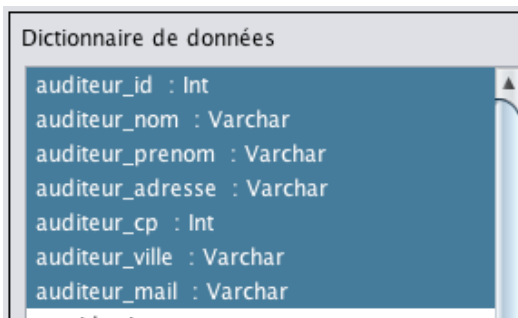 Dictionnaire de données
auditeur_id : Int
auditeur_nom : Varchar
auditeur_prenom : Varchar
auditeur_adresse : Varchar
auditeur_cp : Int
auditeur_ville : Varchar
auditeur_mail : Varchar